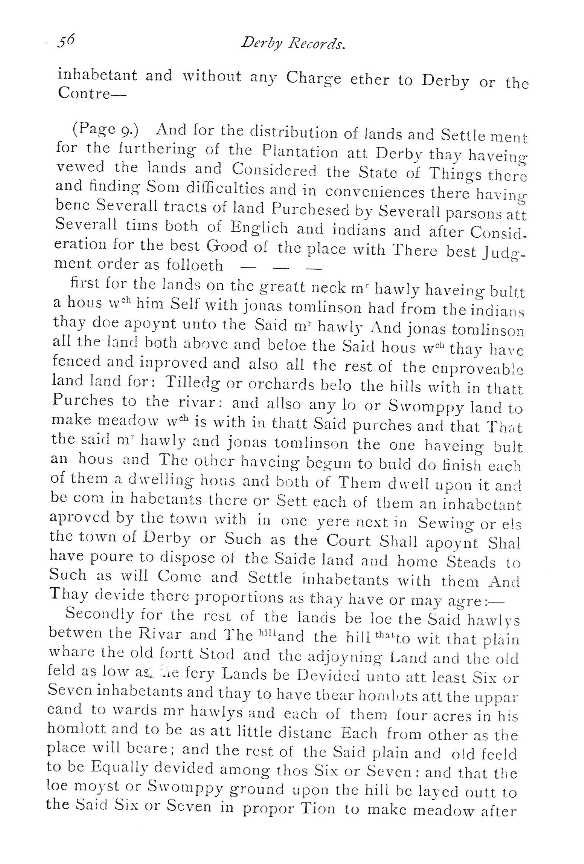 56
Derby Records.
inhabetant and without any Charge ether to Derby or the
Contre—
(Page 9.) And for the distribution of lands and Settle ment
for the furthering of the Plantation att Derby thay haveing
vewed the lands and Considered the State of Things there
and finding Som difficulties and in conveniences there having
bene Severall tracts of land Purchesed by Severall parsons att
Severall tims both of Englich and indians and after Consid-
eration for the best Good of the place with There best Judg-
ment order as folloeth — — —
first for the lands on the greatt neck mʳ hawly haveing bultt
a hous wᶜʰ him Self with jonas tomlinson had from the indians
thay doe apoynt unto the Said mʳ hawly And jonas tomlinson
all the land both above and beloe the Said hous wᶜʰ thay have
fenced and inproved and also all the rest of the enproveable
land land for: Tilledg or orchards belo the hills with in thatt
Purches to the rivar: and allso any lo or Swomppy land to
make meadow wᶜʰ is with in thatt Said purches and that That
the said mʳ hawly and jonas tomlinson the one haveing bult
an hous and The other haveing begun to buld do finish each
of them a dwelling hous and both of Them dwell upon it and
be com in habetants there or Sett each of them an inhabetant
aproved by the town with in one yere next in Sewing or els
the town of Derby or Such as the Court Shall apoynt Shal
have poure to dispose of the Saide land and home Steads to
Such as will Come and Settle inhabetants with them And
Thay devide there proportions as thay have or may agre:—
Secondly for the rest of the lands be loe the Said hawlys
betwen the Rivar and The hill and the hill that to wit that plain
whare the old fortt Stod and the adjoyning Land and the old
feld as low as fery Lands be Devided unto att least Six or
Seven inhabetants and thay to have thear homlots att the uppar
eand to wards mr hawlys and each of them four acres in his
homlott and to be as att little distanc Each from other as the
place will beare; and the rest of the Said plain and old feeld
to be Equally devided among thos Six or Seven: and that the
loe moyst or Swomppy ground upon the hill be layed outt to
the Said Six or Seven in propor Tion to make meadow after